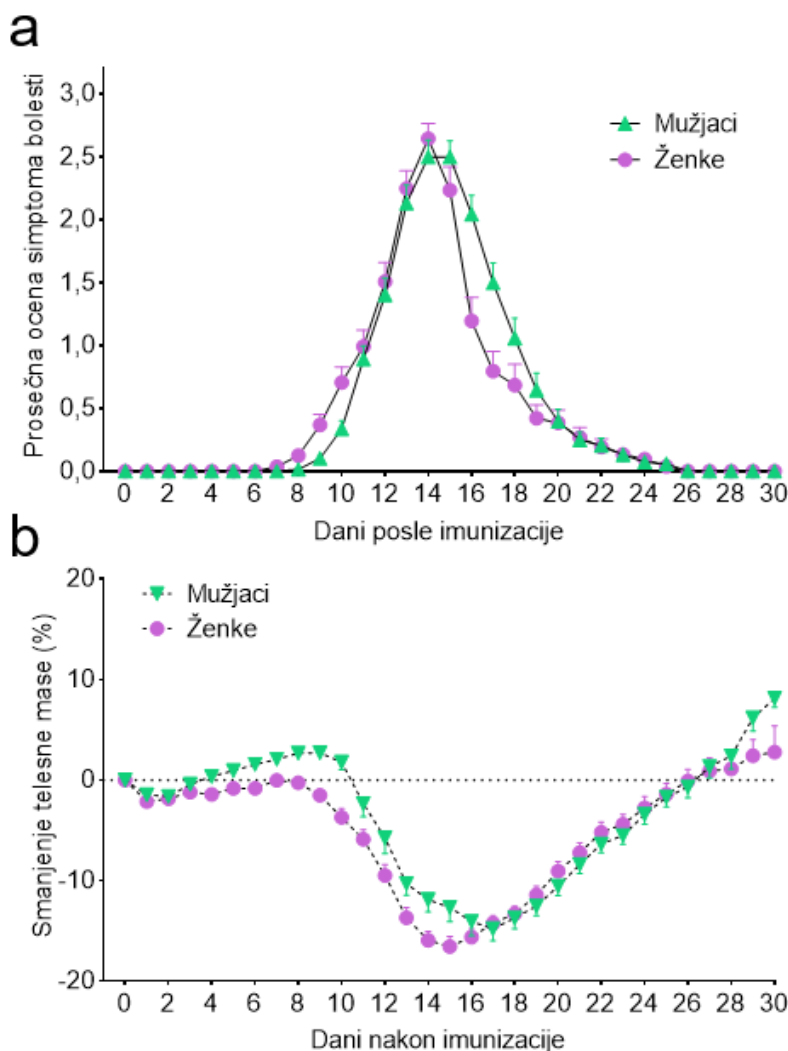 a
Prosečna ocena simptoma bolesti
3,0
2,5
2,0
1,5
1,0
0,5
0,0
Mužjaci
Ženke
0 2 4 6 8 10 12 14 16 18 20 22 24 26 28 30
Dani posle imunizacije
b
Smanjenje telesne mase (%)
20
10
0
-10
-20
Mužjaci
Ženke
0 2 4 6 8 10 12 14 16 18 20 22 24 26 28 30
Dani nakon imunizacije